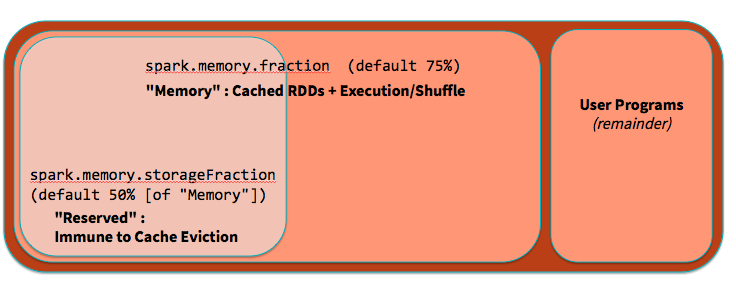 spark.memory.fraction (default 75%)
"Memory" : Cached RDDs + Execution/Shuffle
User Programs
(remainder)
spark.memory.storageFraction
(default 50% [of "Memory"])
"Reserved" :
Immune to Cache Eviction